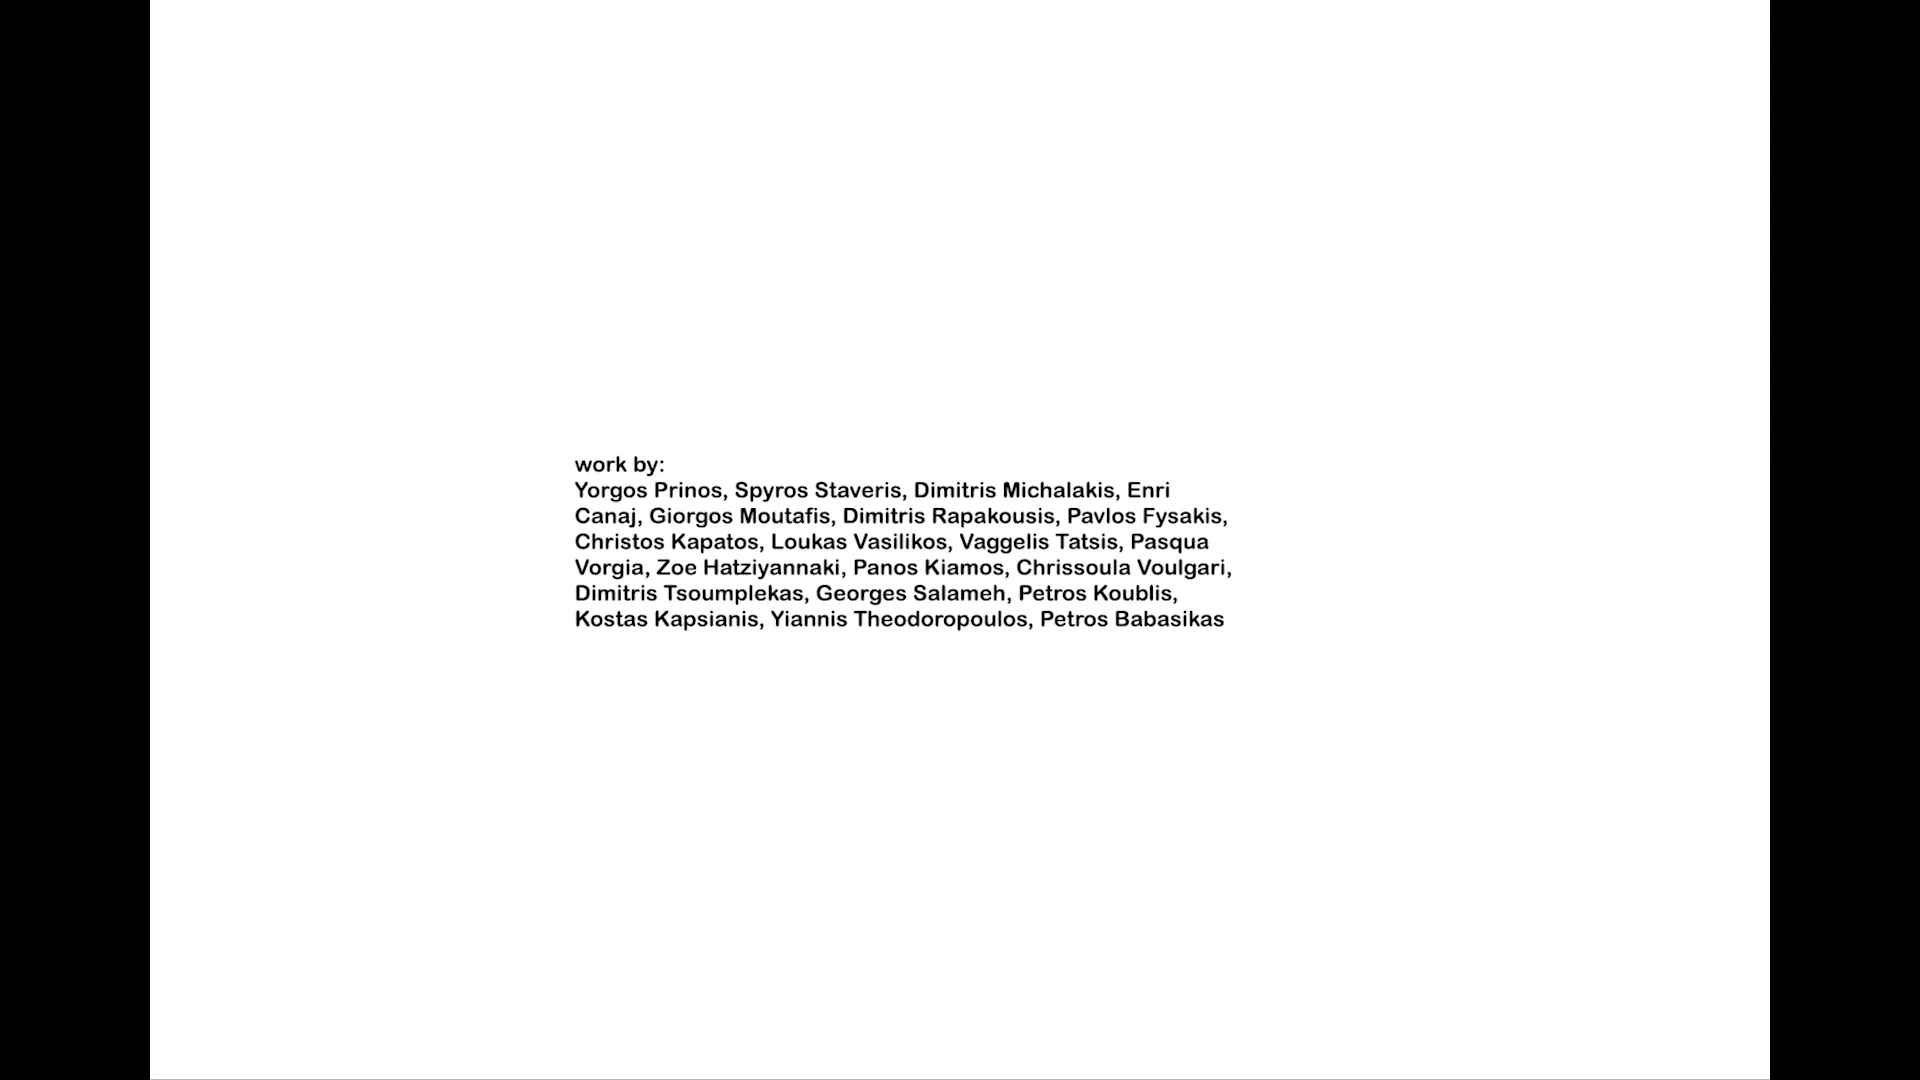 work by:
Yorgos Prinos, Spyros Staveris, Dimitris Michalakis, Enri
Canaj, Giorgos Moutafis, Dimitris Rapakousis, Pavlos Fysakis,
Christos Kapatos, Loukas Vasilikos, Vaggelis Tatsis, Pasqua
Vorgia, Zoe Hatziyannaki, Panos Kiamos, Chrissoula Voulgari,
Dimitris Tsoumplekas, Georges Salameh, Petros Koublis,
Kostas Kapsianis, Yiannis Theodoropoulos, Petros Babasikas